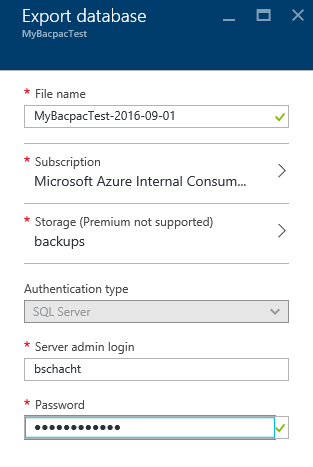 Export database
MyBacpacTest
* File name
MyBacpacTest-2016-09-01
* Subscription
Microsoft Azure Internal Consum...
* Storage (Premium not supported)
backups
Authentication type
SQL Server
* Server admin login
bschacht
* Password
●●●●●●●●●●●●